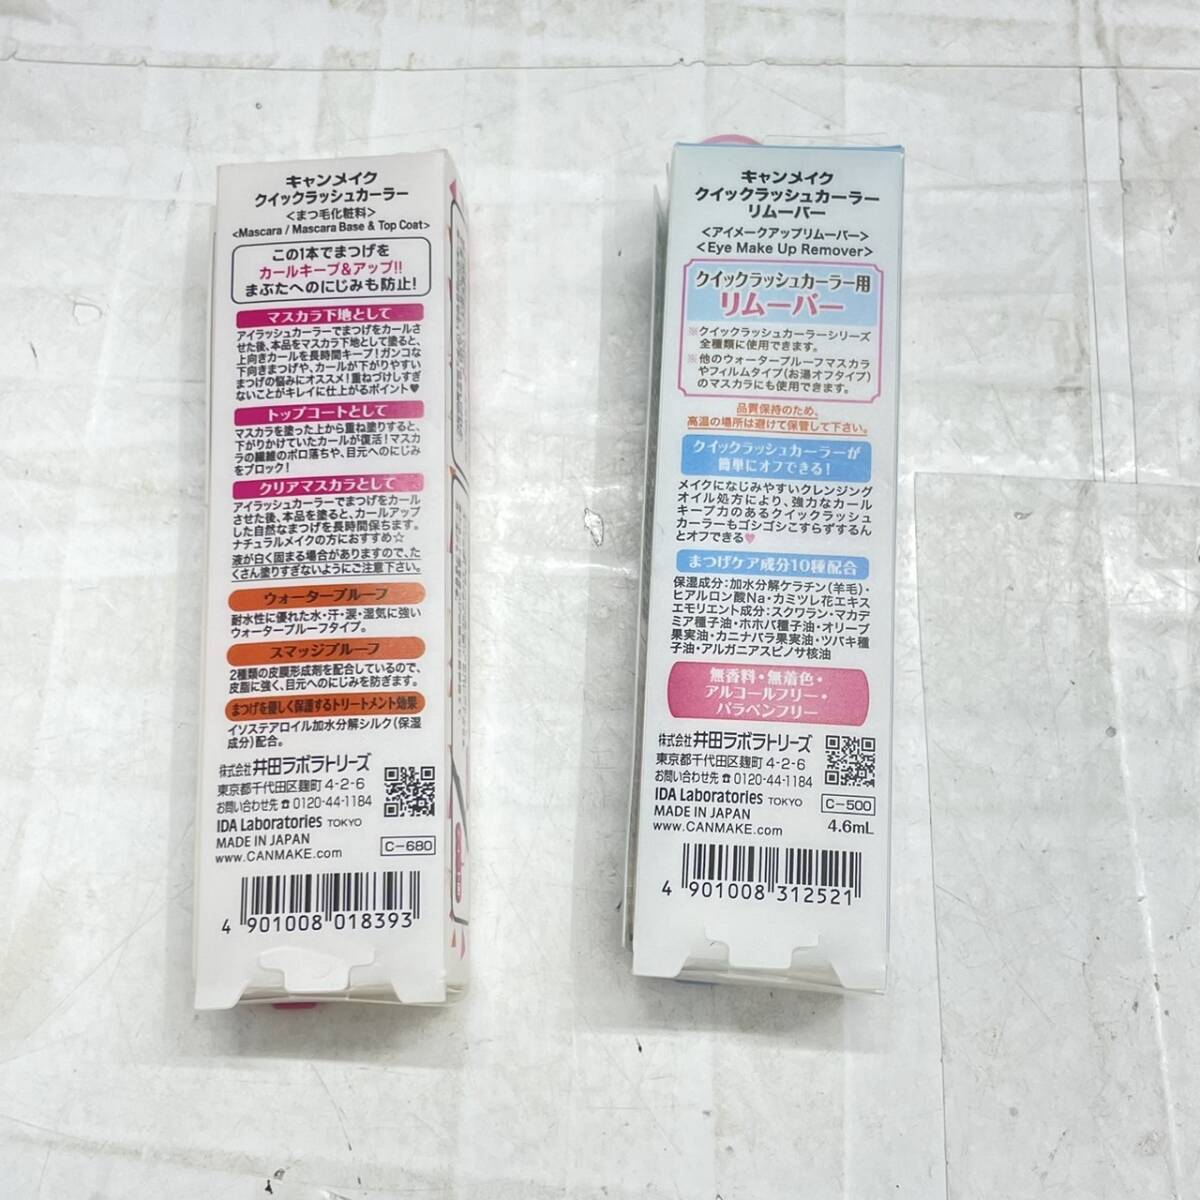 キャンメイク
クイックラッシュカーラー
<まつ毛化粧料>
<Mascara / Mascara Base & Top Coat>
この1本でまつげを
カールキープ&アップ!!
まぶたへのにじみも防止!
マスカラ下地として
アイラッシュカーラーでまつげをカールさ
せた後、本品をマスカラ下地として塗ると、
上向きカールを長時間キープ!ガンコな
下向きまつげや、カールが下がりやすい
まつげの悩みにオススメ!重ねづけしすぎ
ないことがキレイに仕上がるポイント♥
トップコートとして
マスカラを塗った上から重ね塗りすると、
下がりかけていたカールが復活!マスカ
ラの繊維のポロ落ちや、目元へのにじみ
をブロック!
クリアマスカラとして
アイラッシュカーラーでまつげをカール
させた後、本品を塗ると、カールアップ
した自然なまつげを長時間保ちます。
ナチュラルメイクの方におすすめ☆
液が白く固まる場合がありますので、た
くさん塗りすぎないようにご注意下さい。
ウォータープルーフ
耐水性に優れた水・汗・涙・湿気に強い
ウォータープルーフタイプ。
スマッジプルーフ
2種類の皮膜形成剤を配合しているので、
皮脂に強く、目元へのにじみを防ぎます。
まつげを優しく保護するトリートメント効果
イソステアロイル加水分解シルク(保湿
成分)配合。
株式会社 井田ラボラトリーズ
東京都千代田区麹町 4-2-6
お問い合わせ先 ☎ 0120-44-1184
IDA Laboratories TOKYO
MADE IN JAPAN
www.CANMAKE.com
C-680
4 901008 018393
キャンメイク
クイックラッシュカーラー
リムーバー
<アイメークアップリムーバー>
<Eye Make Up Remover>
クイックラッシュカーラー用
リムーバー
※クイックラッシュカーラーシリーズ
全種類に使用できます。
※他のウォータープルーフマスカラ
やフィルムタイプ(お湯オフタイプ)
のマスカラにも使用できます。
品質保持のため、
高温の場所は避けて保管して下さい。
クイックラッシュカーラーが
簡単にオフできる!
メイクになじみやすいクレンジング
オイル処方により、強力なカール
キープ力のあるクイックラッシュ
カーラーもゴシゴシこすらずするん
とオフできる♥
まつげケア成分10種配合
保湿成分:加水分解ケラチン(羊毛)・
ヒアルロン酸Na・カミツレ花エキス
エモリエント成分:スクワラン・マカデ
ミア種子油・ホホバ種子油・オリーブ
果実油・カニナバラ果実油・ツバキ種
子油・アルガニアスピノサ核油
無香料・無着色・
アルコールフリー・
パラベンフリー
株式会社 井田ラボラトリーズ
東京都千代田区麹町 4-2-6
お問い合わせ先 ☎ 0120-44-1184
IDA Laboratories TOKYO
MADE IN JAPAN
www.CANMAKE.com
C-500
4.6mL
4 901008 312521